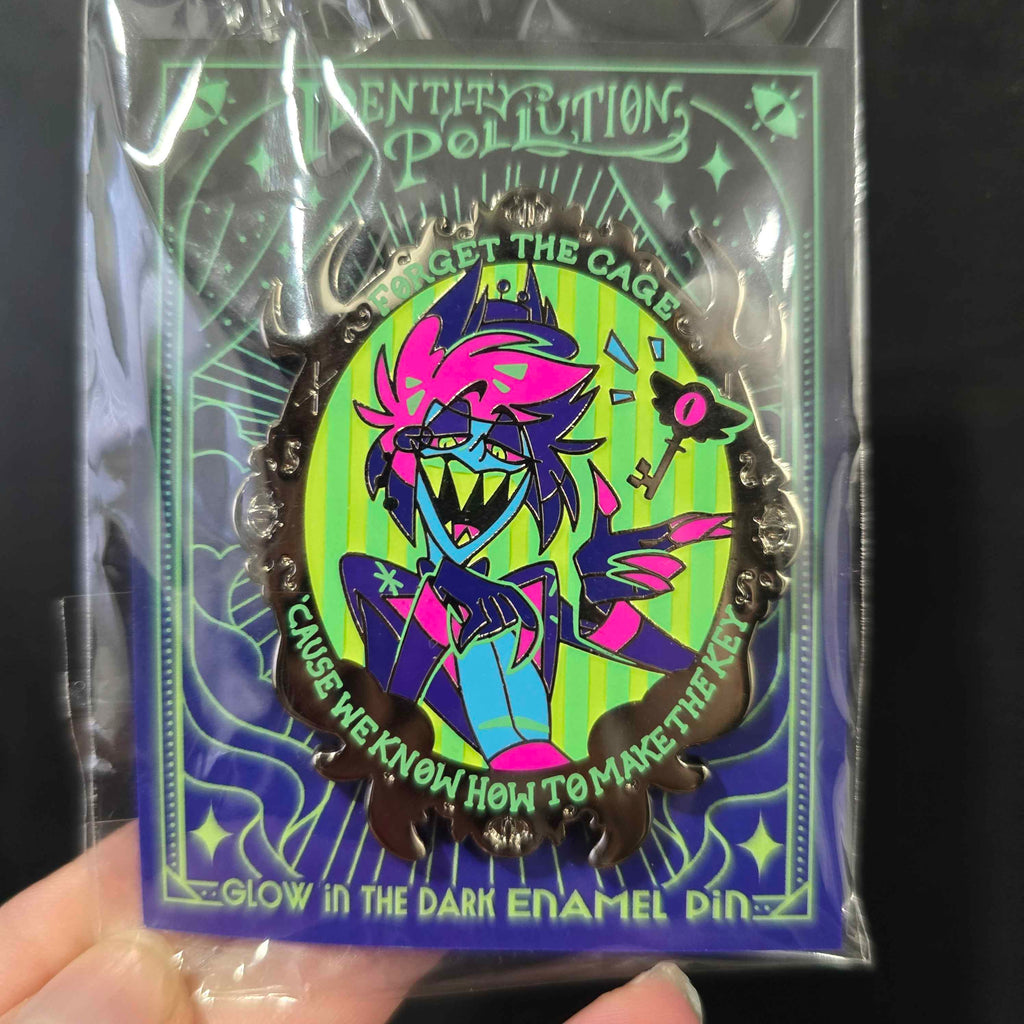 IDENTITY POLLUTION
FORGET THE CAGE
'CAUSE WE KNOW HOW TO MAKE THE KEY
GLOW in THE DARK ENAMEL Pin